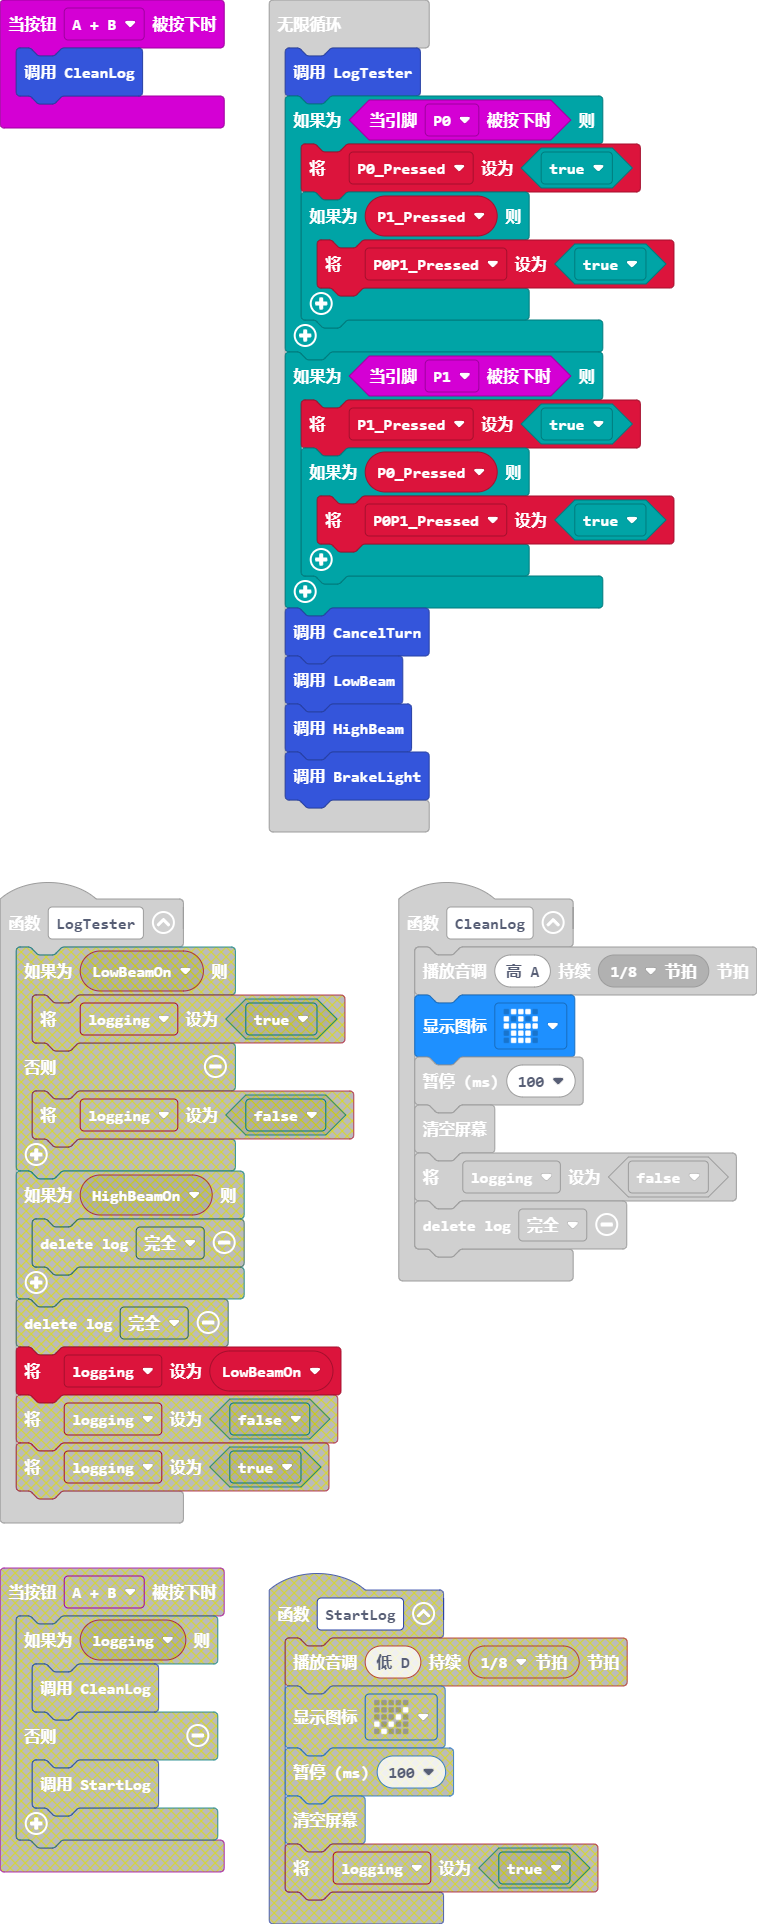 当按钮 A + B 被按下时
调用 CleanLog
无限循环
调用 LogTester
如果为 当引脚 P0 被按下时 则
将 P0_Pressed 设为 true
如果为 P1_Pressed 则
将 P0P1_Pressed 设为 true
如果为 当引脚 P1 被按下时 则
将 P1_Pressed 设为 true
如果为 P0_Pressed 则
将 P0P1_Pressed 设为 true
调用 CancelTurn
调用 LowBeam
调用 HighBeam
调用 BrakeLight
函数 LogTester
如果为 LowBeamOn 则
将 logging 设为 true
否则
将 logging 设为 false
如果为 HighBeamOn 则
delete log 完全
delete log 完全
将 logging 设为 LowBeamOn
将 logging 设为 false
将 logging 设为 true
函数 CleanLog
播放音调 高 A 持续 1/8 节拍 节拍
显示图标
暂停 (ms) 100
清空屏幕
将 logging 设为 false
delete log 完全
当按钮 A + B 被按下时
如果为 logging 则
调用 CleanLog
否则
调用 StartLog
函数 StartLog
播放音调 低 D 持续 1/8 节拍 节拍
显示图标
暂停 (ms) 100
清空屏幕
将 logging 设为 true